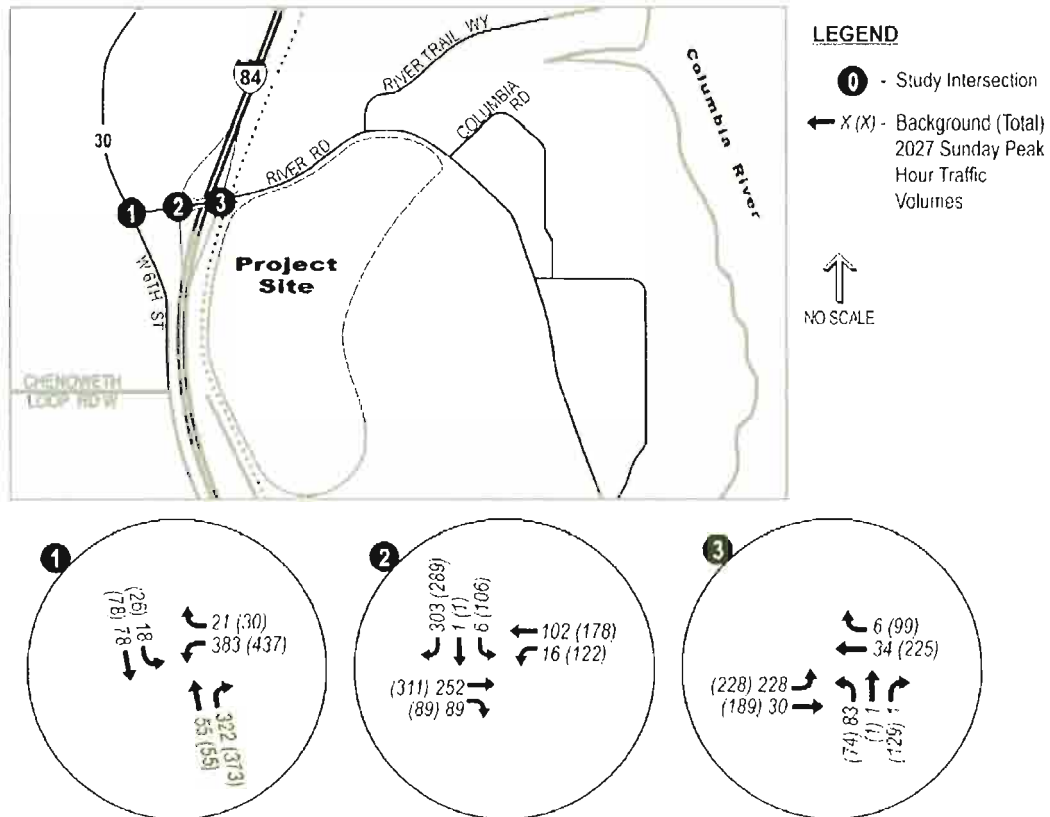 84
30
RIVER TRAIL WY
COLUMBIA
RD
RIVER RD
Columbia River
1
2
3
W 6TH ST
Project
Site
CHENOWETH
LOOP RD W
LEGEND
0 - Study Intersection
X (X) - Background (Total)
2027 Sunday Peak
Hour Traffic
Volumes
NO SCALE
1
(26) 18
(78) 78
21 (30)
383 (437)
322 (373)
55 (55)
2
303 (289)
1 (1)
6 (106)
102 (178)
16 (122)
(311) 252
(89) 89
3
6 (99)
34 (225)
(228) 228
(189) 30
(74) 83
(1) 1
(129) 1